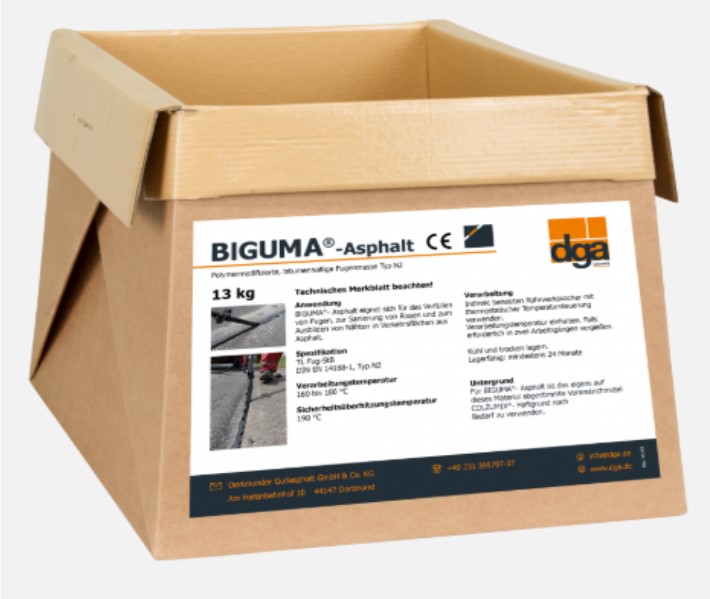 BIGUMA®-Asphalt CE
dga
Polymermodifizierte, bitumenhaltige Fugenmasse Typ N2
13 kg
Technisches Merkblatt beachten!
Anwendung
BIGUMA®- Asphalt eignet sich für das Verfüllen
von Fugen, zur Sanierung von Rissen und zum
Ausbilden von Nähten in Verkehrsflächen aus
Asphalt.
Spezifikation
TL Fug-StB
DIN EN 14188-1, Typ N2
Verarbeitungstemperatur
160 bis 180 °C
Sicherheitsüberhitzungstemperatur
190 °C
Verarbeitung
Indirekt beheizten Rührwerkskocher mit
thermostatischer Temperatursteuerung
verwenden.
Verarbeitungstemperatur einhalten. Falls
erforderlich in zwei Arbeitsgängen vergießen.
Kühl und trocken lagern.
Lagerfähig: mindestens 24 Monate
Untergrund
Für BIGUMA®- Asphalt ist das eigens auf
dieses Material abgestimmte Voranstrichmittel
COLZUMIX®- Haftgrund nach
Bedarf zu verwenden.
Dortmunder Gußasphalt GmbH & Co. KG
Am Hafenbahnhof 10 44147 Dortmund
info@dga.de
www.dga.de